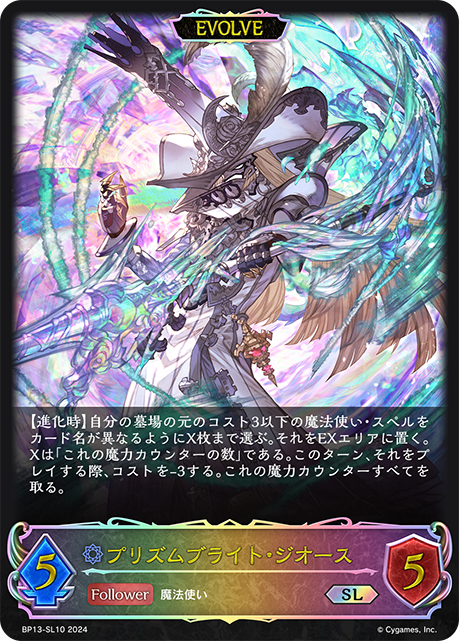 EVOLVE
【進化時】自分の墓場の元のコスト3以下の魔法使い・スペルを
カード名が異なるようにX枚まで選ぶ。それをEXエリアに置く。
Xは「これの魔力カウンターの数」である。このターン、それをプ
レイする際、コストを-3する。これの魔力カウンターすべてを
取る。
プリズムブライト・ジオース
5
5
Follower 魔法使い
SL
BP13-SL10 2024
© Cygames, Inc.